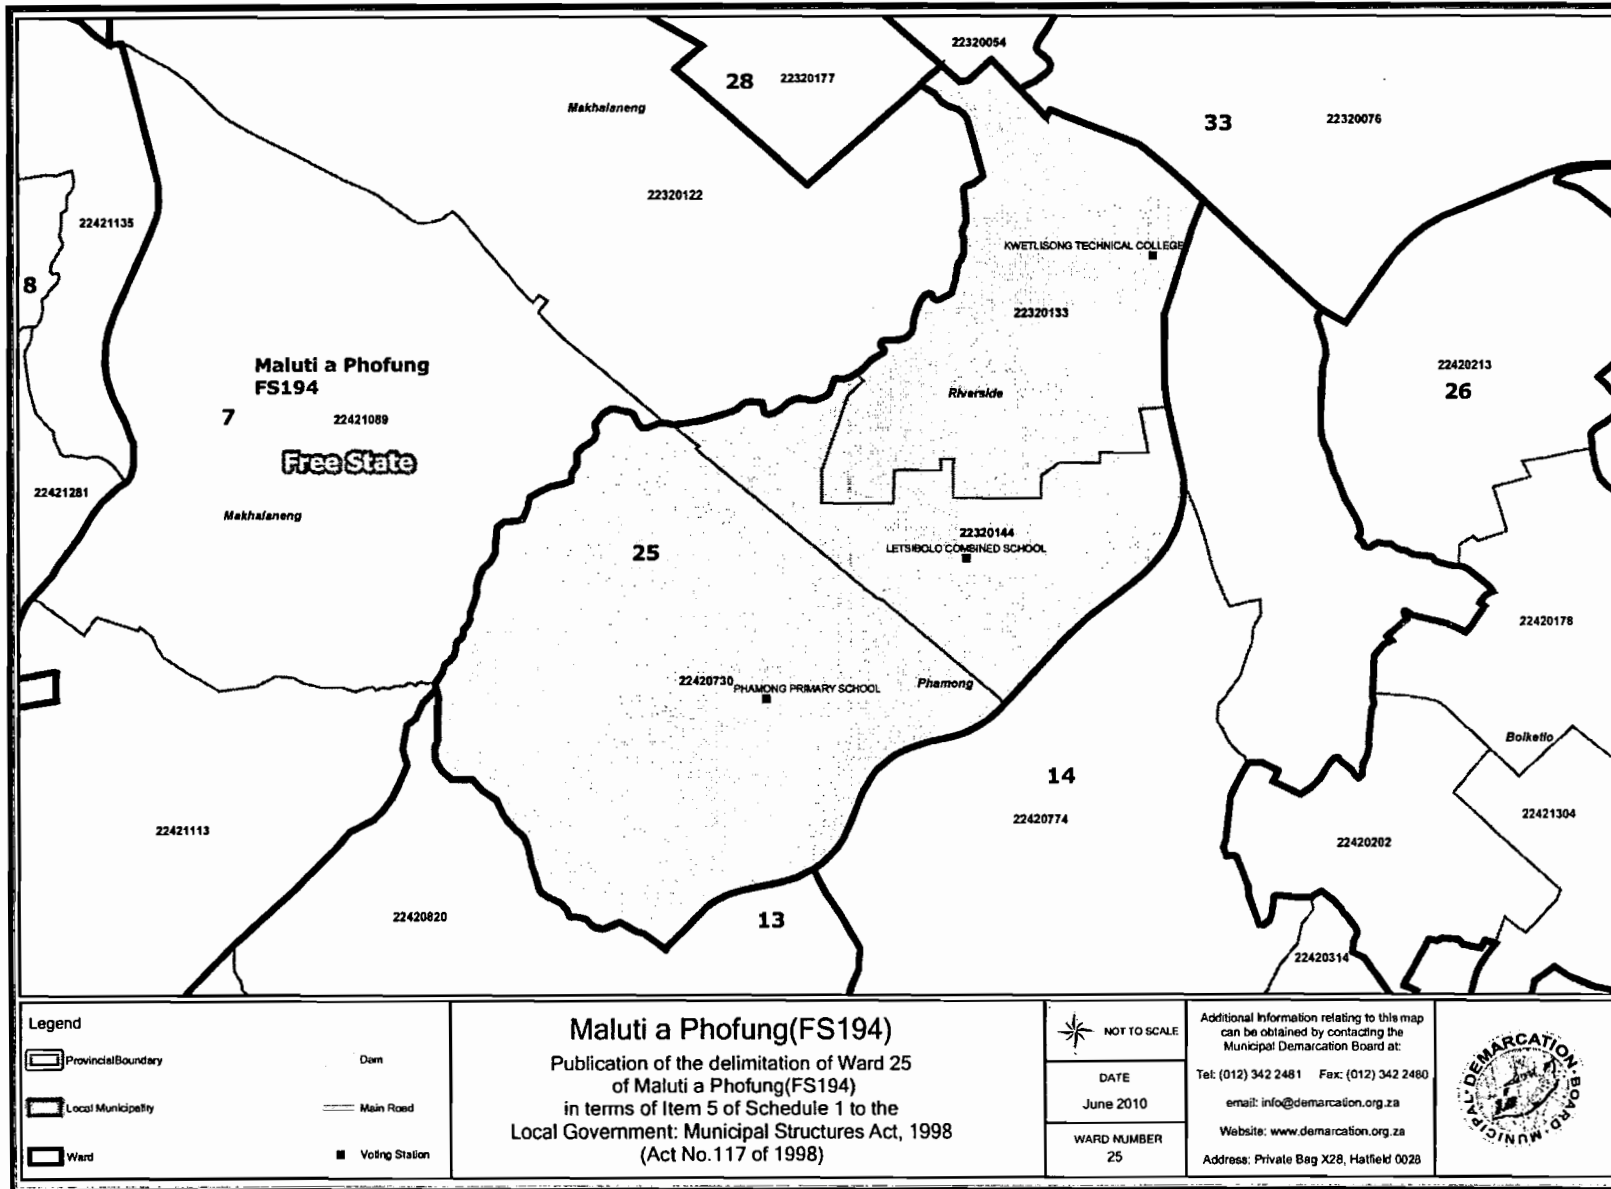 22320054
28 22320177
Makhalaneng
33
22320076
22320122
22421135
KWETLISONG TECHNICAL COLLEGE
8
22320133
Maluti a Phofung
FS194
22420213
26
Riverside
7
22421089
Free State
22421281
Makhalaneng
25
22320144
LETSIBOLO COMBINED SCHOOL
22420178
22420730
PHAMONG PRIMARY SCHOOL
Phamong
Bolketlo
14
22420774
22421304
22421113
22420202
22420820
13
22420314
Legend
ProvincialBoundary
Dam
Local Municipality
Main Road
Ward
Voting Station
Maluti a Phofung(FS194)
Publication of the delimitation of Ward 25
of Maluti a Phofung(FS194)
in terms of Item 5 of Schedule 1 to the
Local Government: Municipal Structures Act, 1998
(Act No.117 of 1998)
NOT TO SCALE
DATE
June 2010
WARD NUMBER
25
Additional Information relating to this map
can be obtained by contacting the
Municipal Demarcation Board at:
Tel: (012) 342 2481 Fax: (012) 342 2480
email: info@demarcation.org.za
Website: www.demarcation.org.za
Address: Private Bag X28, Hatfield 0028
MUNICIPAL DEMARCATION BOARD